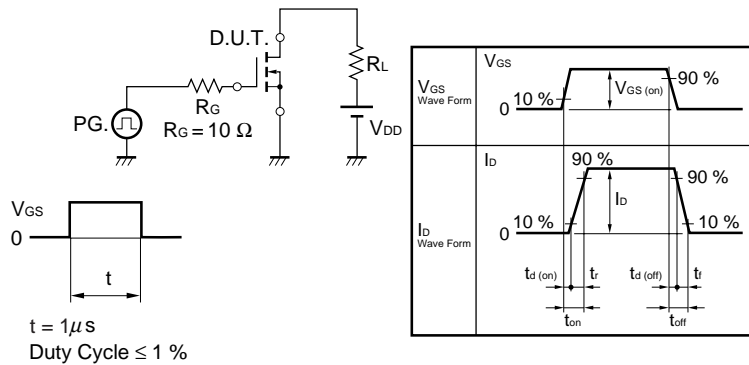 D.U.T.
RL
PG.
RG
RG = 10 Ω
VDD
VGS
0
t
t = 1μs
Duty Cycle ≤ 1 %
VGS
Wave Form
VGS
10 %
0
VGS (on)
90 %
ID
Wave Form
ID
90 %
90 %
10 %
0
ID
10 %
td (on)
tr
td (off)
tf
ton
toff